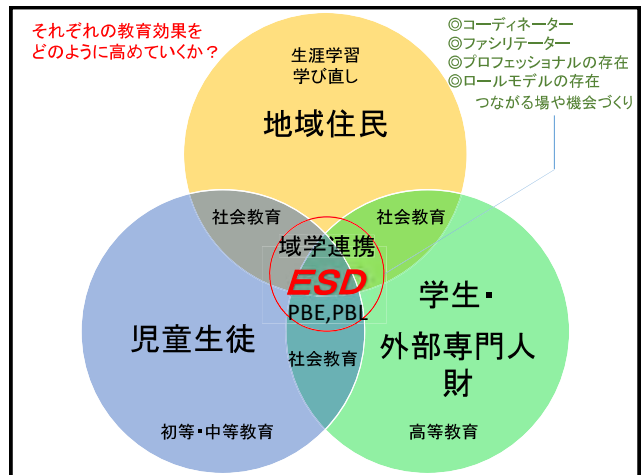 それぞれの教育効果を
どのように高めていくか？
◎コーディネーター
◎ファシリテーター
◎プロフェッショナルの存在
◎ロールモデルの存在
つながる場や機会づくり
生涯学習
学び直し
地域住民
社会教育
社会教育
域学連携
ESD
PBE,PBL
児童生徒
社会教育
学生・
外部専門人
財
初等・中等教育
高等教育